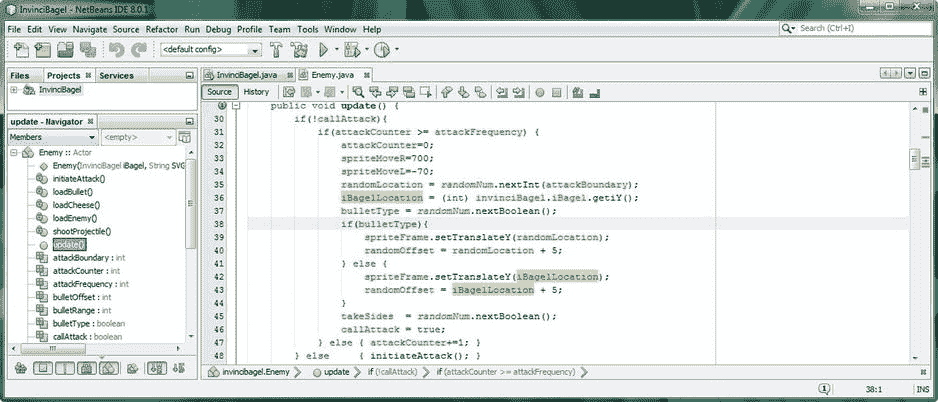 InvinciBagel - NetBeans IDE 8.0.1
File Edit View Navigate Source Refactor Run Debug Profile Team Tools Window Help
Search (Ctrl+I)
<default config>
Files Projects Services
InvinciBagel
update - Navigator
Members <empty>
Enemy :: Actor
Enemy(InvinciBagel iBagel, String SVG
initiateAttack()
loadBullet()
loadCheese()
loadEnemy()
shootProjectile()
update()
attackBoundary : int
attackCounter : int
attackFrequency : int
bulletOffset : int
bulletRange : int
bulletType : boolean
callAttack : boolean
InvinciBagel.java Enemy.java
Source History
public void update() {
30 if(!callAttack){
31 if(attackCounter >= attackFrequency) {
32 attackCounter=0;
33 spriteMoveR=700;
34 spriteMoveL=-70;
35 randomLocation = randomNum.nextInt(attackBoundary);
36 iBagelLocation = (int) invinciBagel.iBagel.getiY();
37 bulletType = randomNum.nextBoolean();
38 if(bulletType){
39 spriteFrame.setTranslateY(randomLocation);
40 randomOffset = randomLocation + 5;
41 } else {
42 spriteFrame.setTranslateY(iBagelLocation);
43 randomOffset = iBagelLocation + 5;
44 }
45 takeSides = randomNum.nextBoolean();
46 callAttack = true;
47 } else { attackCounter+=1; }
48 } else { initiateAttack(); }
invincibagel.Enemy update if (!callAttack) if (attackCounter >= attackFrequency)
1 38:1 INS